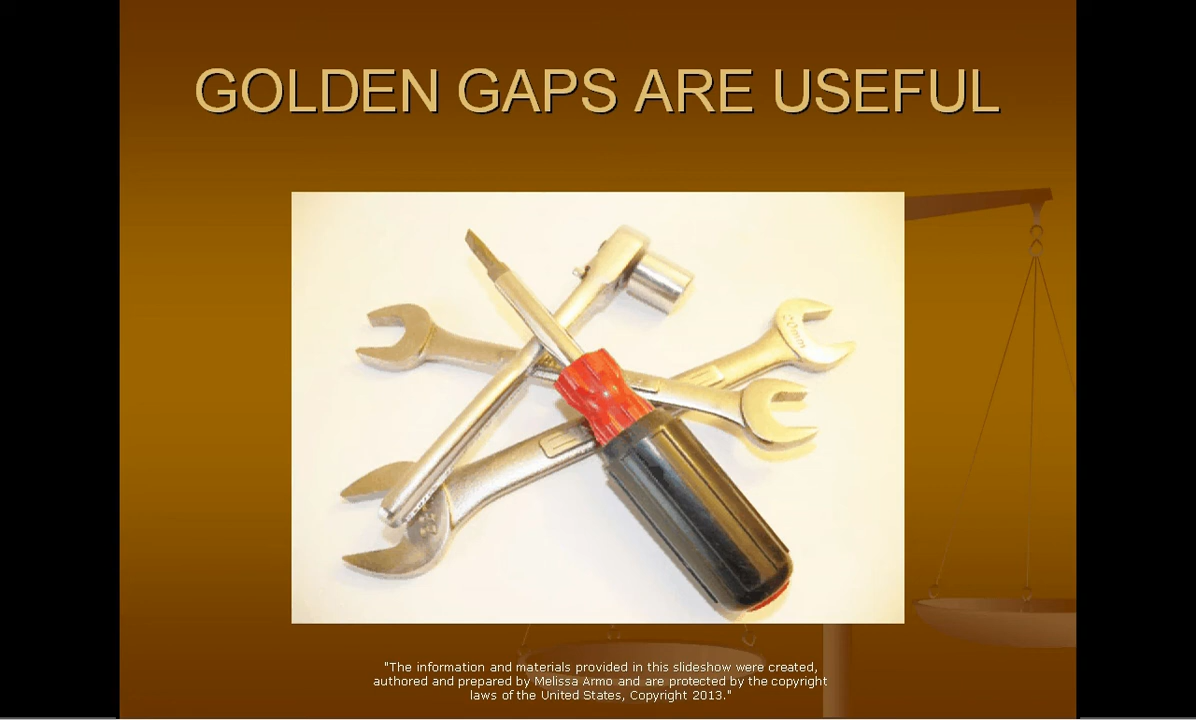 GOLDEN GAPS ARE USEFUL
20mm
"The information and materials provided in this slideshow were created,
authored and prepared by Melissa Armo and are protected by the copyright
laws of the United States, Copyright 2013."